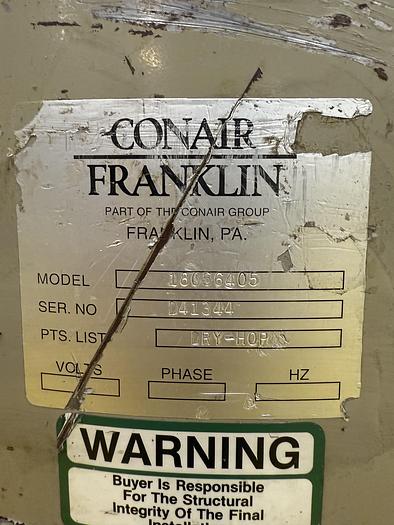 CONAIR
FRANKLIN
PART OF THE CONAIR GROUP
FRANKLIN, PA.
MODEL 18096405
SER. NO D41344
PTS. LIST DRY-HOP
VOLTS PHASE HZ
WARNING
Buyer Is Responsible
For The Structural
Integrity Of The Final